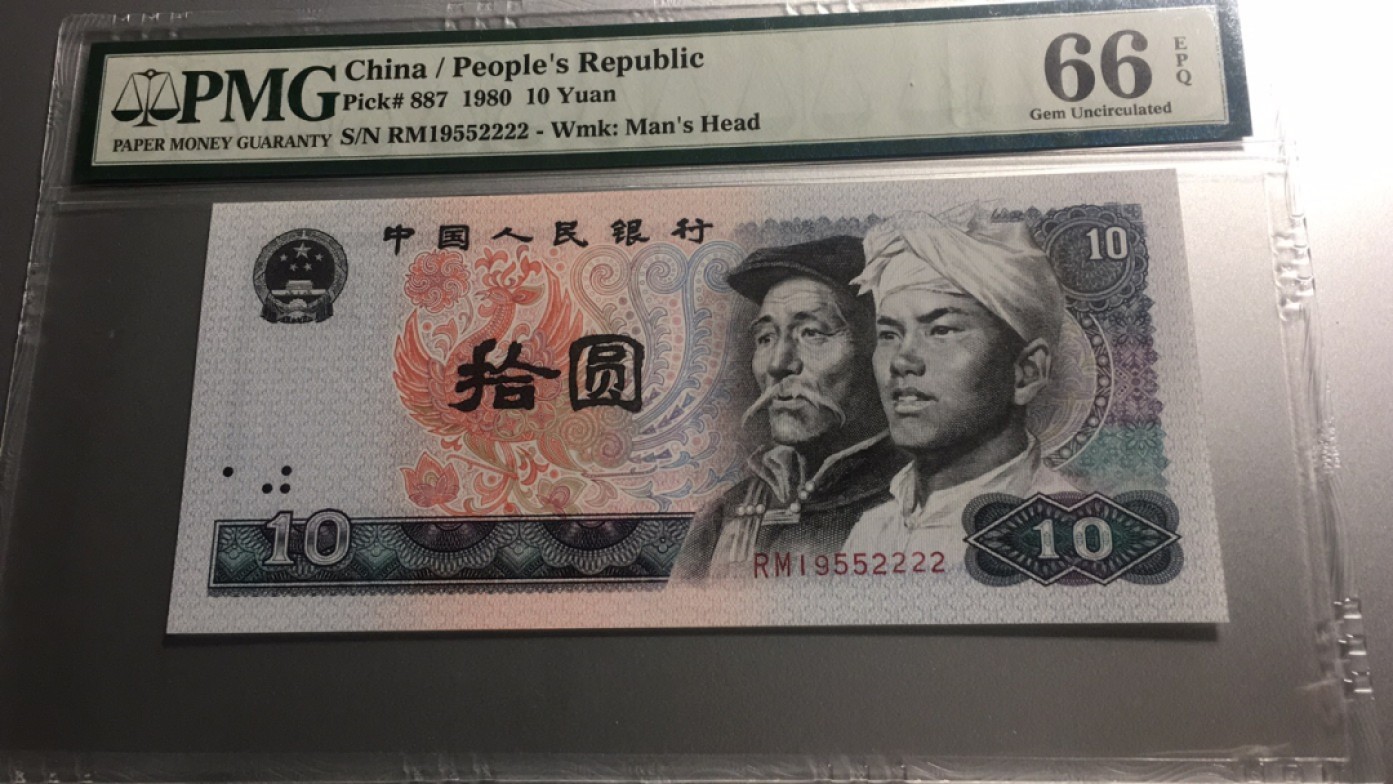 PMG
PAPER MONEY GUARANTY
China / People's Republic
Pick# 887 1980 10 Yuan
S/N RM19552222 - Wmk: Man's Head
66
EPQ
Gem Uncirculated
中国人民银行
10
拾圆
10
RM19552222
10